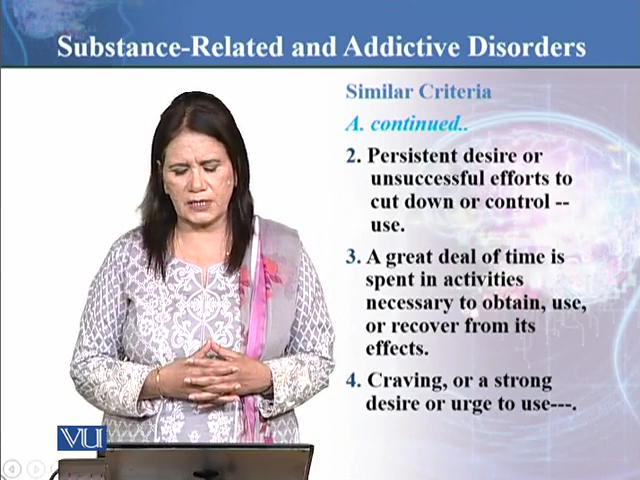 Substance-Related and Addictive Disorders
Similar Criteria
A. continued..
2. Persistent desire or
unsuccessful efforts to
cut down or control --
use.
3. A great deal of time is
spent in activities
necessary to obtain, use,
or recover from its
effects.
4. Craving, or a strong
desire or urge to use---.
VU